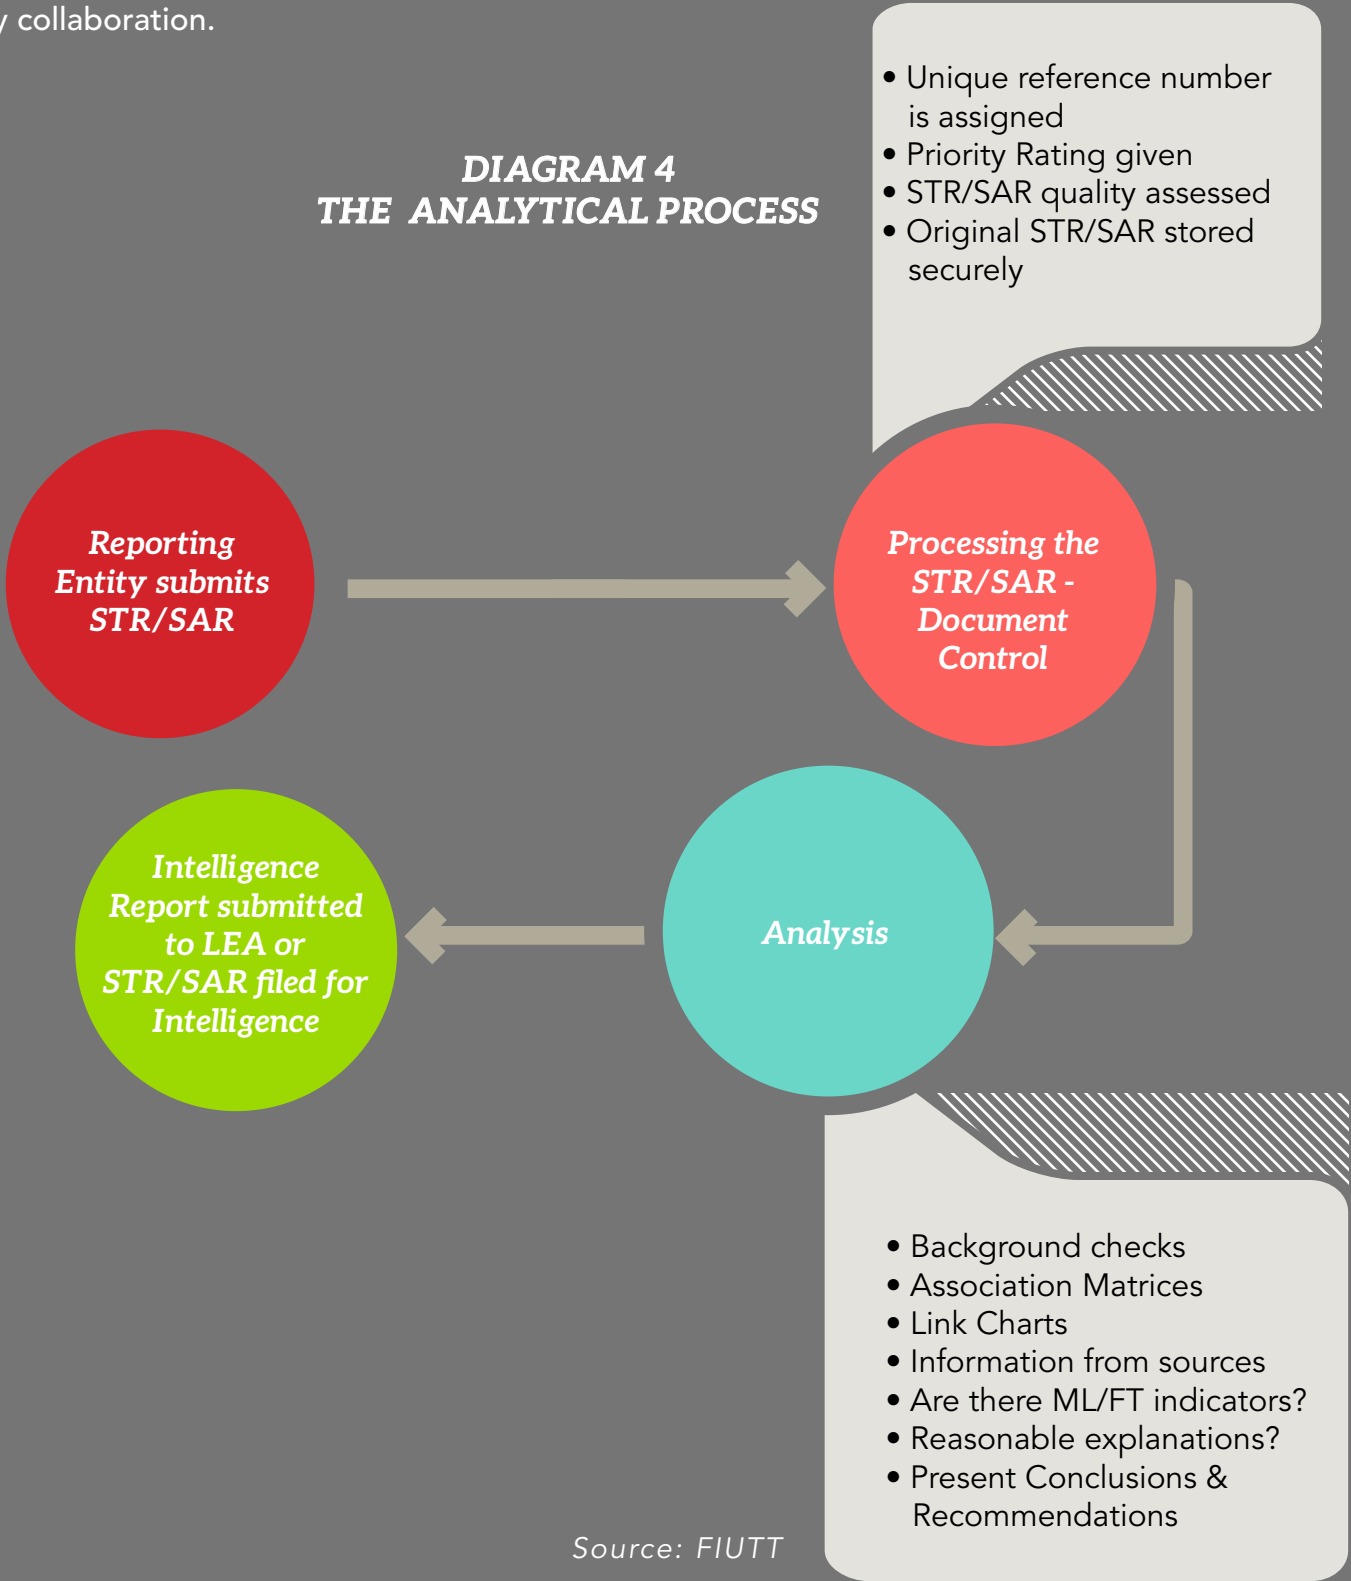 collaboration.
DIAGRAM 4
THE ANALYTICAL PROCESS
• Unique reference number
is assigned
• Priority Rating given
• STR/SAR quality assessed
• Original STR/SAR stored
securely
Reporting
Entity submits
STR/SAR
Processing the
STR/SAR -
Document
Control
Analysis
Intelligence
Report submitted
to LEA or
STR/SAR filed for
Intelligence
• Background checks
• Association Matrices
• Link Charts
• Information from sources
• Are there ML/FT indicators?
• Reasonable explanations?
• Present Conclusions &
Recommendations
Source: FIUTT